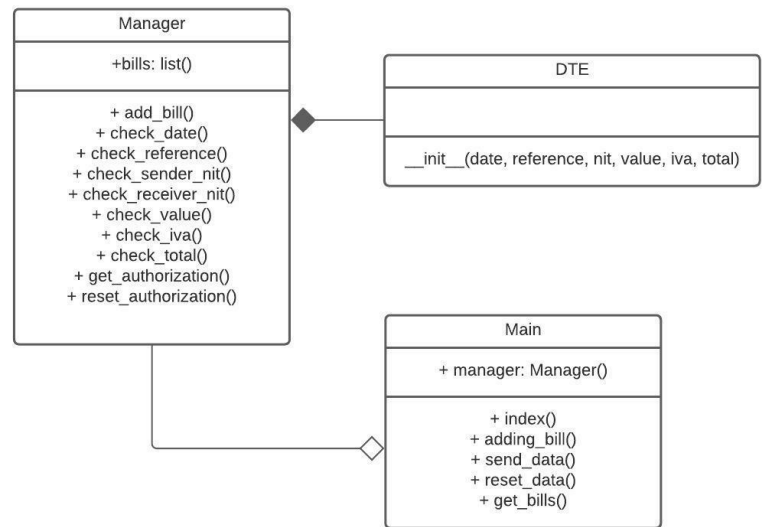 Manager
+bills: list()
+ add_bill()
+ check_date()
+ check_reference()
+ check_sender_nit()
+ check_receiver_nit()
+ check_value()
+ check_iva()
+ check_total()
+ get_authorization()
+ reset_authorization()
DTE
__init__(date, reference, nit, value, iva, total)
Main
+ manager: Manager()
+ index()
+ adding_bill()
+ send_data()
+ reset_data()
+ get_bills()